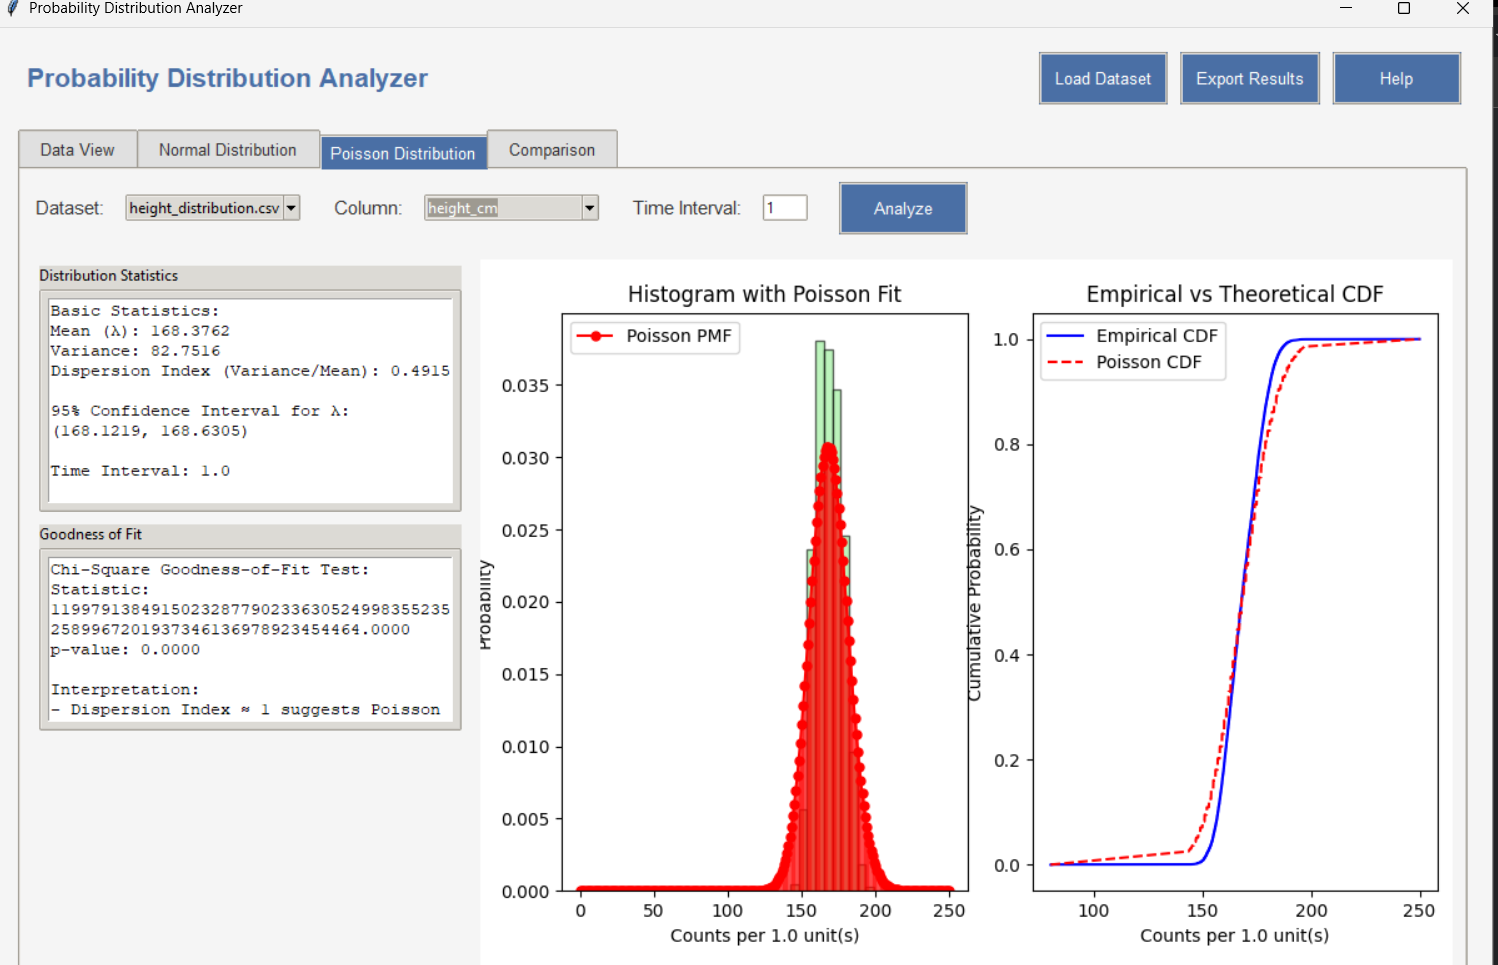 Probability Distribution Analyzer
Probability Distribution Analyzer
Load Dataset
Export Results
Help
Data View
Normal Distribution
Poisson Distribution
Comparison
Dataset:
height_distribution.csv
Column:
height_cm
Time Interval:
1
Analyze
Distribution Statistics
Basic Statistics:
Mean (λ): 168.3762
Variance: 82.7516
Dispersion Index (Variance/Mean): 0.4915
95% Confidence Interval for λ:
(168.1219, 168.6305)
Time Interval: 1.0
Goodness of Fit
Chi-Square Goodness-of-Fit Test:
Statistic:
1199791384915023287790233630524998355235
258996720193734613697892345446​4.0000
p-value: 0.0000
Interpretation:
- Dispersion Index ≈ 1 suggests Poisson
Histogram with Poisson Fit
Poisson PMF
Probability
0.035
0.030
0.025
0.020
0.015
0.010
0.005
0.000
0 50 100 150 200 250
Counts per 1.0 unit(s)
Empirical vs Theoretical CDF
Empirical CDF
Poisson CDF
Cumulative Probability
1.0
0.8
0.6
0.4
0.2
0.0
100 150 200 250
Counts per 1.0 unit(s)